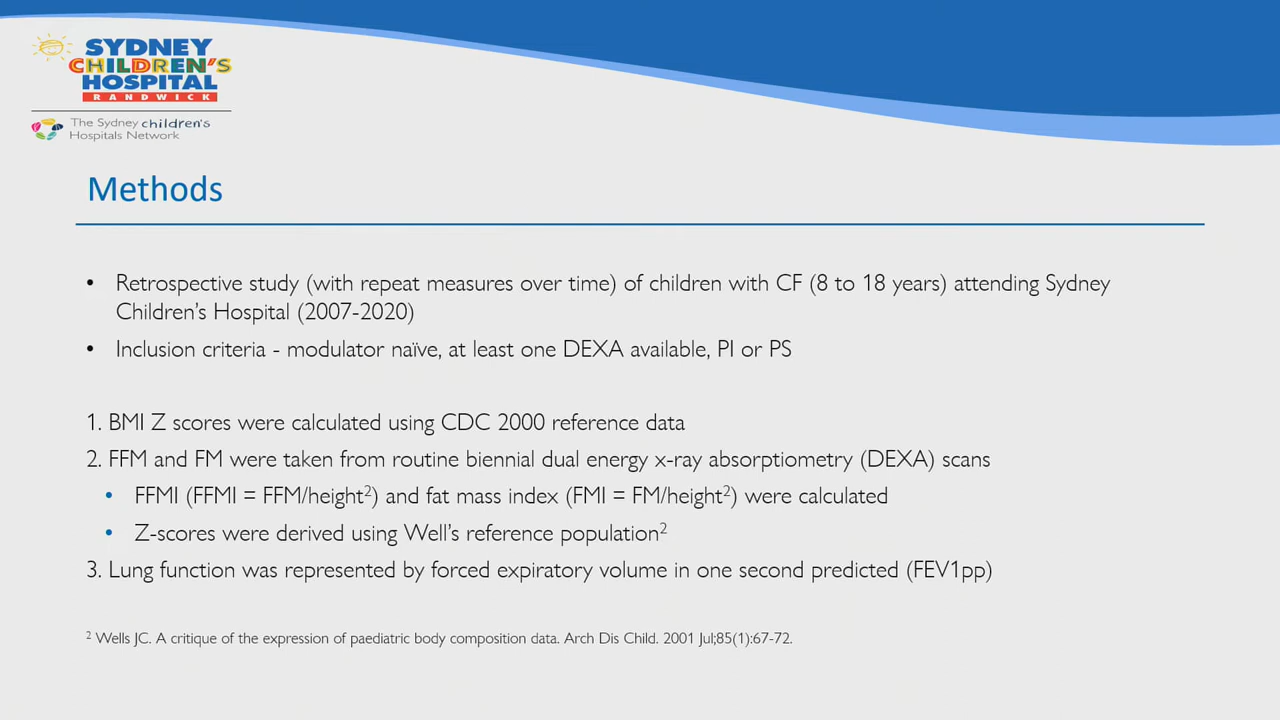 SYDNEY
CHILDREN'S
HOSPITAL
RANDWICK
The Sydney children's
Hospitals Network
Methods
• Retrospective study (with repeat measures over time) of children with CF (8 to 18 years) attending Sydney
Children's Hospital (2007-2020)
• Inclusion criteria - modulator naïve, at least one DEXA available, PI or PS
1. BMI Z scores were calculated using CDC 2000 reference data
2. FFM and FM were taken from routine biennial dual energy x-ray absorptiometry (DEXA) scans
• FFMI (FFMI = FFM/height²) and fat mass index (FMI = FM/height²) were calculated
• Z-scores were derived using Well's reference population²
3. Lung function was represented by forced expiratory volume in one second predicted (FEV1pp)
² Wells JC. A critique of the expression of paediatric body composition data. Arch Dis Child. 2001 Jul;85(1):67-72.